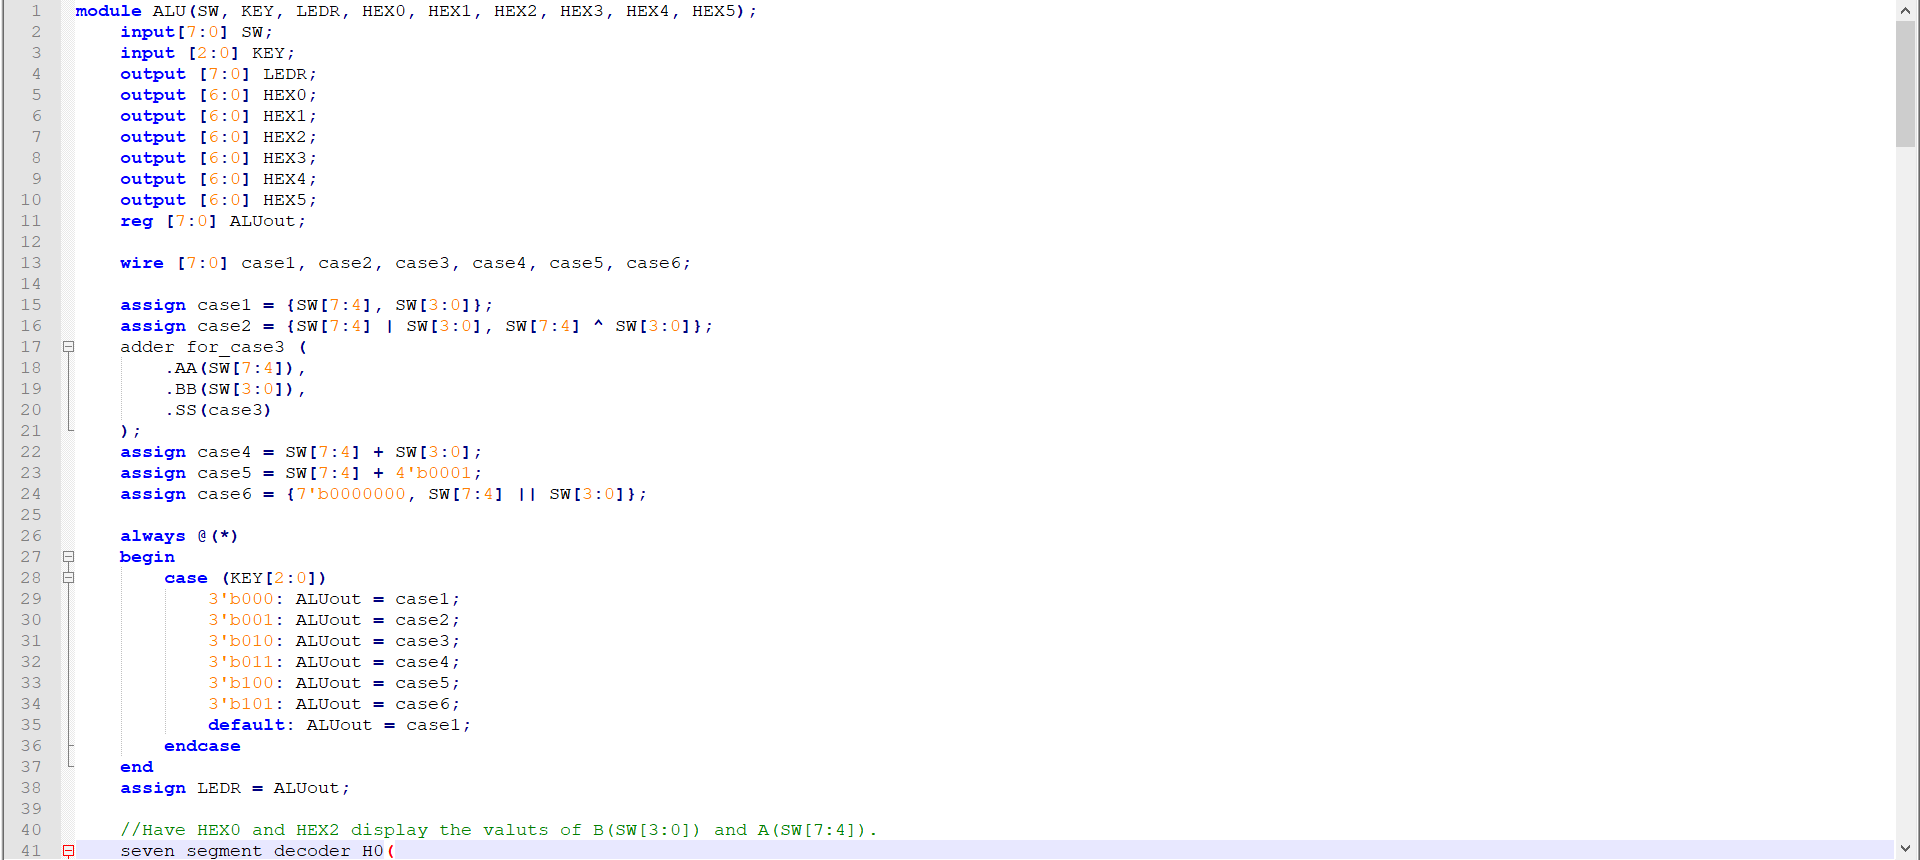 1 module ALU(SW, KEY, LEDR, HEX0, HEX1, HEX2, HEX3, HEX4, HEX5);
2 input[7:0] SW;
3 input [2:0] KEY;
4 output [7:0] LEDR;
5 output [6:0] HEX0;
6 output [6:0] HEX1;
7 output [6:0] HEX2;
8 output [6:0] HEX3;
9 output [6:0] HEX4;
10 output [6:0] HEX5;
11 reg [7:0] ALUout;
12
13 wire [7:0] case1, case2, case3, case4, case5, case6;
14
15 assign case1 = {SW[7:4], SW[3:0]};
16 assign case2 = {SW[7:4] | SW[3:0], SW[7:4] ^ SW[3:0]};
17 adder for_case3 (
18 .AA(SW[7:4]),
19 .BB(SW[3:0]),
20 .SS(case3)
21 );
22 assign case4 = SW[7:4] + SW[3:0];
23 assign case5 = SW[7:4] + 4'b0001;
24 assign case6 = {7'b0000000, SW[7:4] || SW[3:0]};
25
26 always @(*)
27 begin
28 case (KEY[2:0])
29 3'b000: ALUout = case1;
30 3'b001: ALUout = case2;
31 3'b010: ALUout = case3;
32 3'b011: ALUout = case4;
33 3'b100: ALUout = case5;
34 3'b101: ALUout = case6;
35 default: ALUout = case1;
36 endcase
37 end
38 assign LEDR = ALUout;
39
40 //Have HEX0 and HEX2 display the valuts of B(SW[3:0]) and A(SW[7:4]).
41 seven_segment_decoder H0(